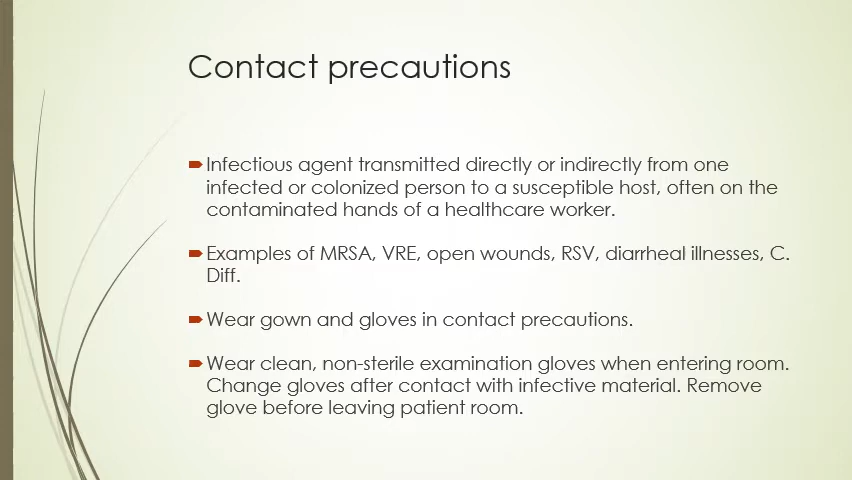 Contact precautions
Infectious agent transmitted directly or indirectly from one
infected or colonized person to a susceptible host, often on the
contaminated hands of a healthcare worker.
Examples of MRSA, VRE, open wounds, RSV, diarrheal illnesses, C.
Diff.
Wear gown and gloves in contact precautions.
Wear clean, non-sterile examination gloves when entering room.
Change gloves after contact with infective material. Remove
glove before leaving patient room.